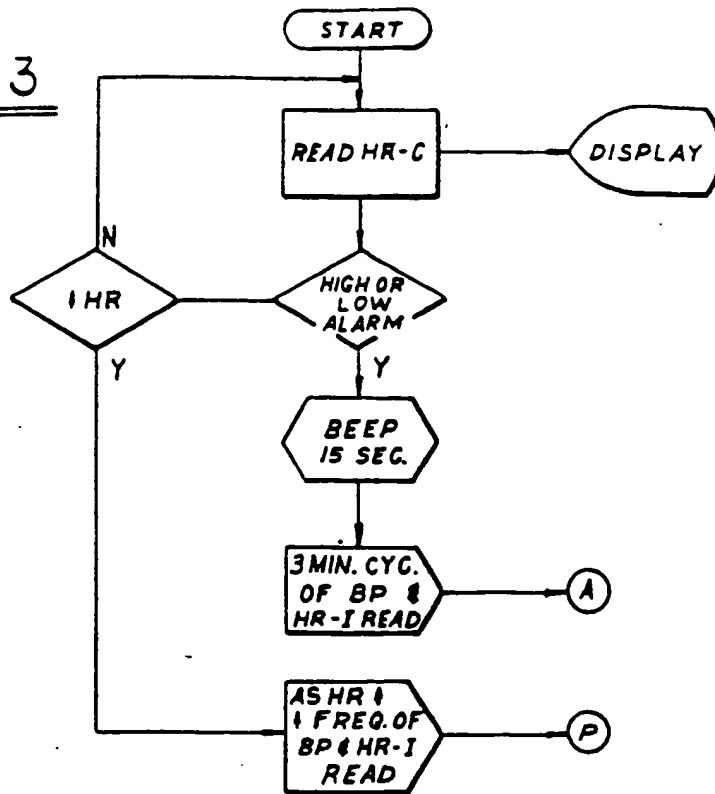 START
3
READ HR-C
DISPLAY
N
HR
HIGH OR
LOW
ALARM
Y
Y
BEEP
15 SEC.
3 MIN. CYC.
OF BP &
HR-I READ
A
AS HR
FREQ. OF
BP & HR-I
READ
P